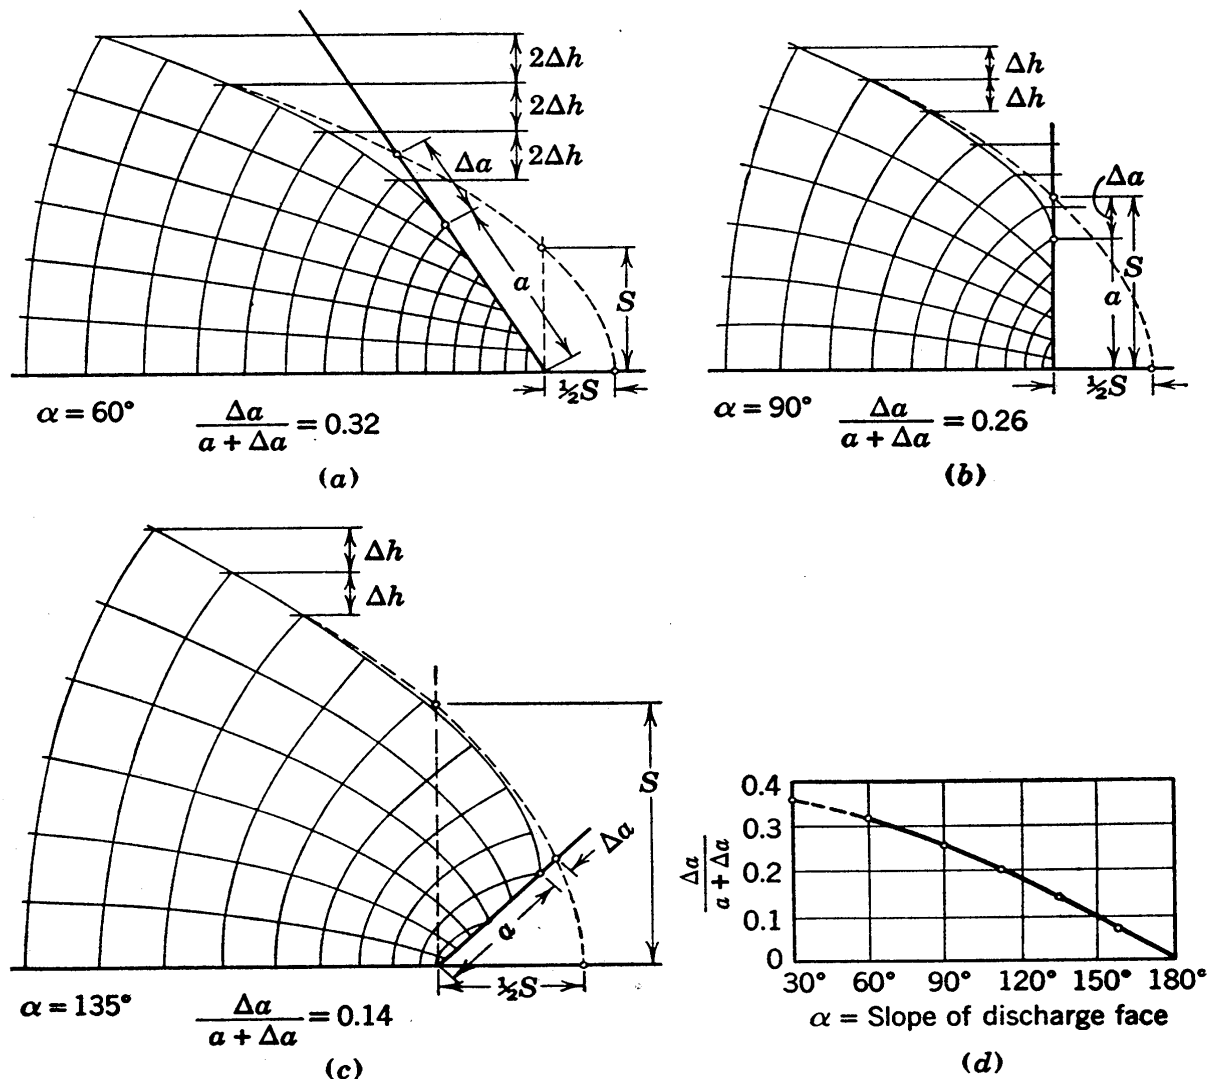 2Δh
2Δh
2Δh
Δa
a
S
½S
α = 60° Δa / a + Δa = 0.32
(a)
Δh
Δh
Δa
S
a
½S
α = 90° Δa / a + Δa = 0.26
(b)
Δh
Δh
S
Δa
a
½S
α = 135° Δa / a + Δa = 0.14
(c)
0.4
0.3
0.2
0.1
0
Δa / a + Δa
30° 60° 90° 120° 150° 180°
α = Slope of discharge face
(d)